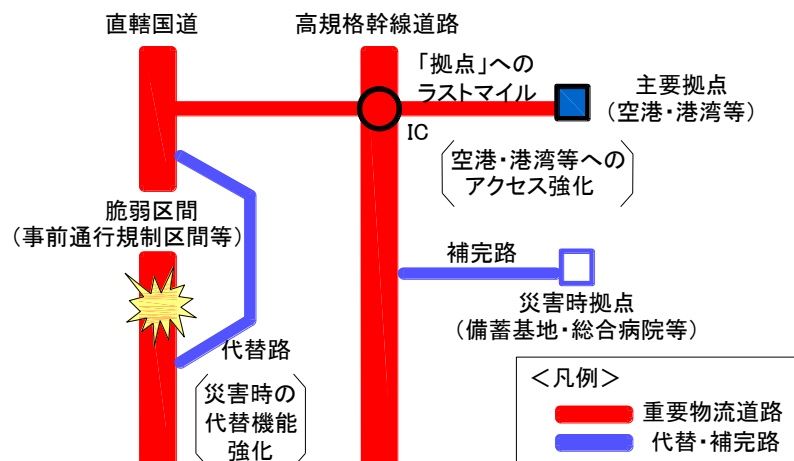 直轄国道
高規格幹線道路
「拠点」への
ラストマイル
主要拠点
(空港・港湾等)
IC
空港・港湾等への
アクセス強化
脆弱区間
(事前通行規制区間等)
補完路
災害時拠点
(備蓄基地・総合病院等)
代替路
災害時の
代替機能
強化
<凡例>
重要物流道路
代替・補完路